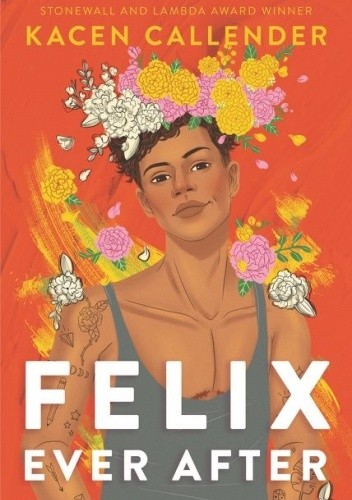 STONEWALL AND LAMBDA AWARD WINNER
KACEN CALLENDER
FELIX
EVER AFTER